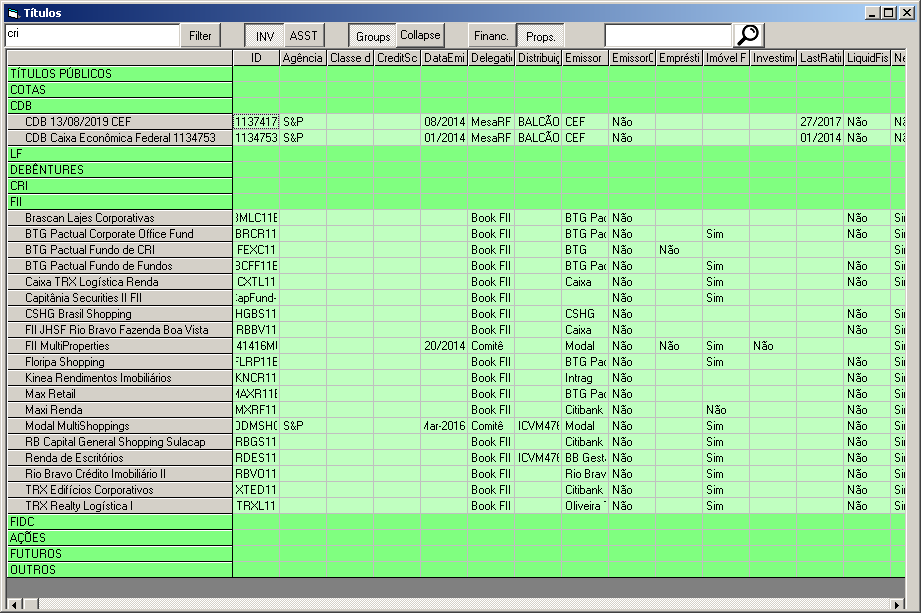 Títulos
cri Filter INV ASST Groups Collapse Financ. Props.
ID Agência Classe d CreditSc DataEmi Delegati Distribuiç Emissor EmissorC Emprésti Imóvel F Investime LastRatin LiquidFis Ne
TÍTULOS PÚBLICOS
COTAS
CDB
CDB 13/08/2019 CEF 1137417 S&P 08/2014 MesaRF BALCÃO CEF Não 27/2017 Não Nã
CDB Caixa Econômica Federal 1134753 1134753 S&P 01/2014 MesaRF BALCÃO CEF Não 01/2014 Não Nã
LF
DEBÊNTURES
CRI
FII
Brascan Lajes Corporativas BMLC11B Book FII BTG Pac Não Não Sir
BTG Pactual Corporate Office Fund BRCR11 Book FII BTG Pac Não Sim Não Sir
BTG Pactual Fundo de CRI FEXC11 Book FII BTG Não Não Sir
BTG Pactual Fundo de Fundos BCFF11B Book FII BTG Pac Não Sim Não Sir
Caixa TRX Logística Renda CXTL11 Book FII Caixa Não Sim Não Sir
Capitânia Securities II FII CapFund- Book FII Não Sim Sir
CSHG Brasil Shopping HGBS11 Book FII CSHG Não Não Sir
FII JHSF Rio Bravo Fazenda Boa Vista RBBV11 Book FII Caixa Não Não Sir
FII MultiProperties 41416MU 20/2014 Comitê Modal Não Não Sim Não Sir
Floripa Shopping FLRP11B Book FII BTG Pac Não Sim Não Sir
Kinea Rendimentos Imobiliários KNCR11 Book FII Intrag Não Não Sir
Max Retail MAXR11B Book FII BTG Pac Não Não Sir
Maxi Renda MXRF11 Book FII Citibank Não Não Não Sir
Modal MultiShoppings ODMSHO S&P Mar-2016 Comitê ICVM476 Modal Não Sim Não Sir
RB Capital General Shopping Sulacap RBGS11 Book FII Citibank Não Sim Não Sir
Renda de Escritórios RDES11 Book FII ICVM476 BB Gest Não Sim Não Sir
Rio Bravo Crédito Imobiliário II RBVO11 Book FII Rio Brav Não Sim Não Sir
TRX Edifícios Corporativos XTED11 Book FII Citibank Não Sim Não Sir
TRX Realty Logística I TRXL11 Book FII Oliveira T Não Sim Não Sir
FIDC
AÇÕES
FUTUROS
OUTROS